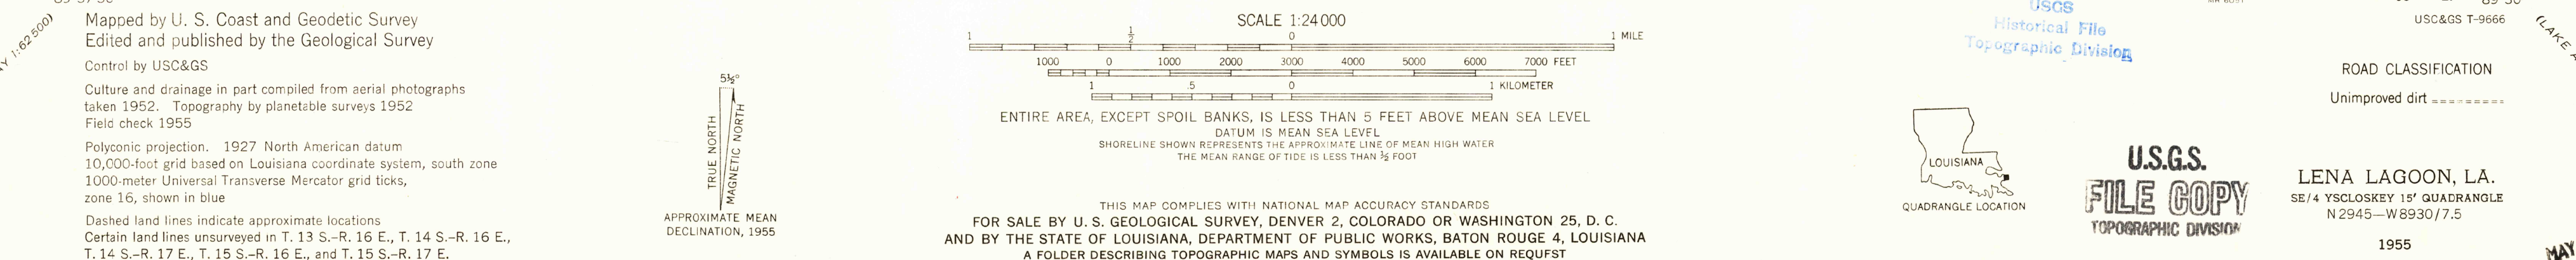 Mapped by U. S. Coast and Geodetic Survey
Edited and published by the Geological Survey
Control by USC&GS
Culture and drainage in part compiled from aerial photographs
taken 1952. Topography by planetable surveys 1952
Field check 1955
Polyconic projection. 1927 North American datum
10,000-foot grid based on Louisiana coordinate system, south zone
1000-meter Universal Transverse Mercator grid ticks,
zone 16, shown in blue
Dashed land lines indicate approximate locations
Certain land lines unsurveyed in T. 13 S.–R. 16 E., T. 14 S.–R. 16 E.,
T. 14 S.–R. 17 E., T. 15 S.–R. 16 E., and T. 15 S.–R. 17 E.
1:62 500)
5½°
TRUE NORTH
MAGNETIC NORTH
APPROXIMATE MEAN
DECLINATION, 1955
SCALE 1:24 000
1 ½ 0 1 MILE
1000 0 1000 2000 3000 4000 5000 6000 7000 FEET
1 .5 0 1 KILOMETER
ENTIRE AREA, EXCEPT SPOIL BANKS, IS LESS THAN 5 FEET ABOVE MEAN SEA LEVEL
DATUM IS MEAN SEA LEVEL
SHORELINE SHOWN REPRESENTS THE APPROXIMATE LINE OF MEAN HIGH WATER
THE MEAN RANGE OF TIDE IS LESS THAN ½ FOOT
THIS MAP COMPLIES WITH NATIONAL MAP ACCURACY STANDARDS
FOR SALE BY U. S. GEOLOGICAL SURVEY, DENVER 2, COLORADO OR WASHINGTON 25, D. C.
AND BY THE STATE OF LOUISIANA, DEPARTMENT OF PUBLIC WORKS, BATON ROUGE 4, LOUISIANA
A FOLDER DESCRIBING TOPOGRAPHIC MAPS AND SYMBOLS IS AVAILABLE ON REQUEST
USGS
Historical File
Topographic Division
LOUISIANA
QUADRANGLE LOCATION
U.S.G.S.
FILE COPY
TOPOGRAPHIC DIVISION
USC&GS T-9666
(LAKE
ROAD CLASSIFICATION
Unimproved dirt
LENA LAGOON, LA.
SE/4 YSCLOSKEY 15' QUADRANGLE
N2945—W8930/7.5
1955
MAY